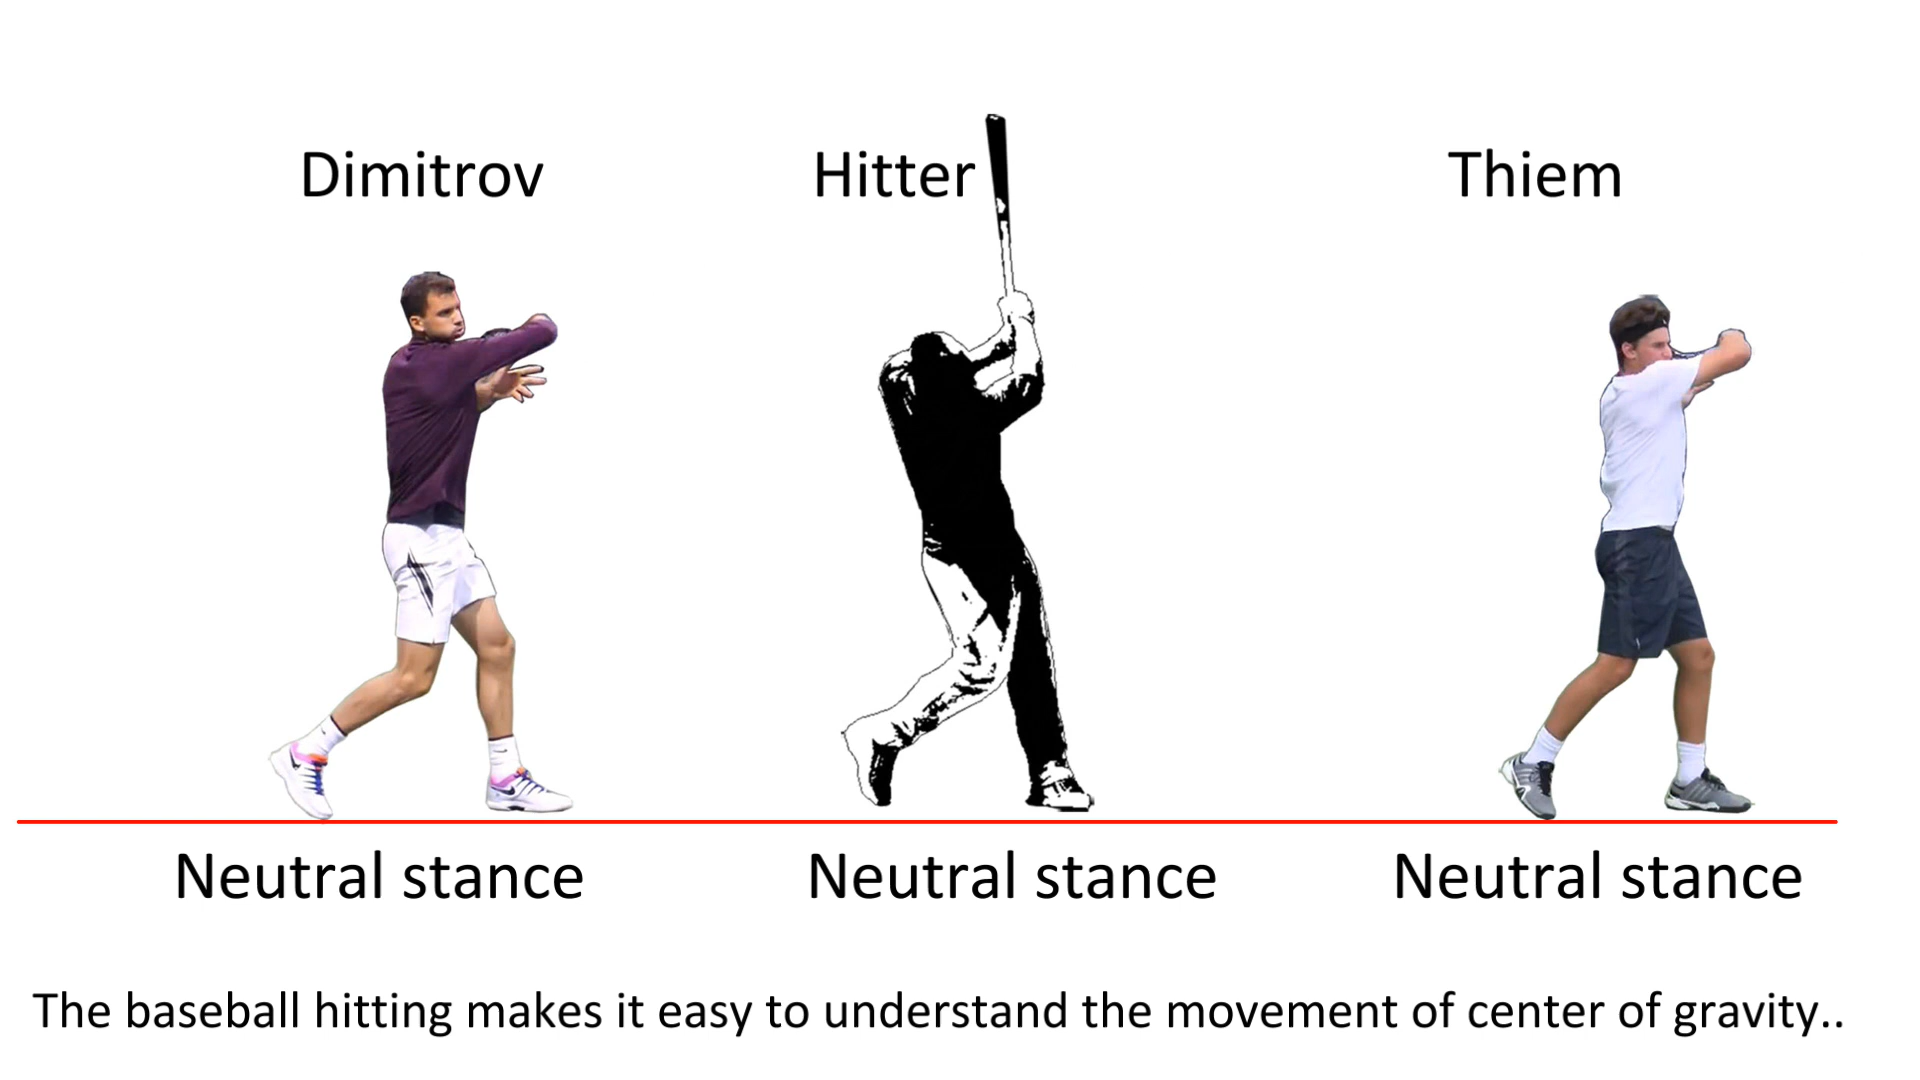 Dimitrov Hitter Thiem
Neutral stance Neutral stance Neutral stance
The baseball hitting makes it easy to understand the movement of center of gravity..